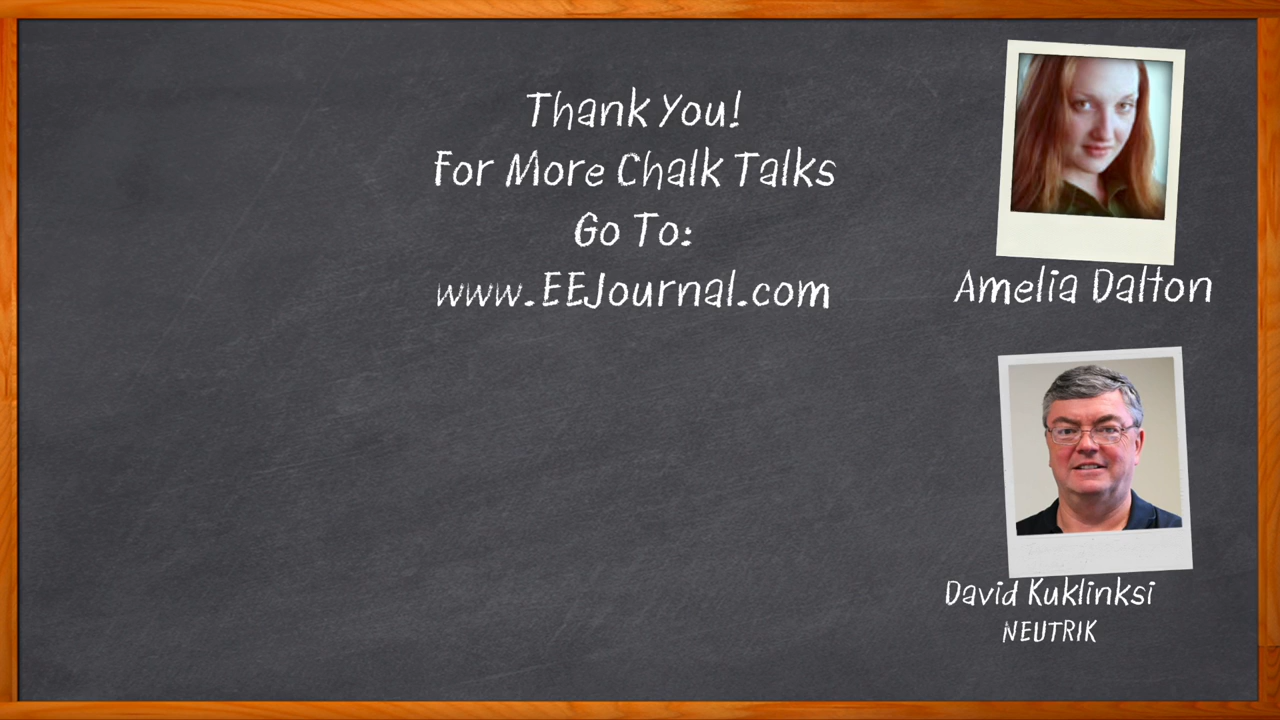 Thank You!
For More Chalk Talks
Go To:
www.EEJournal.com
Amelia Dalton
David Kuklinksi
NEUTRIK